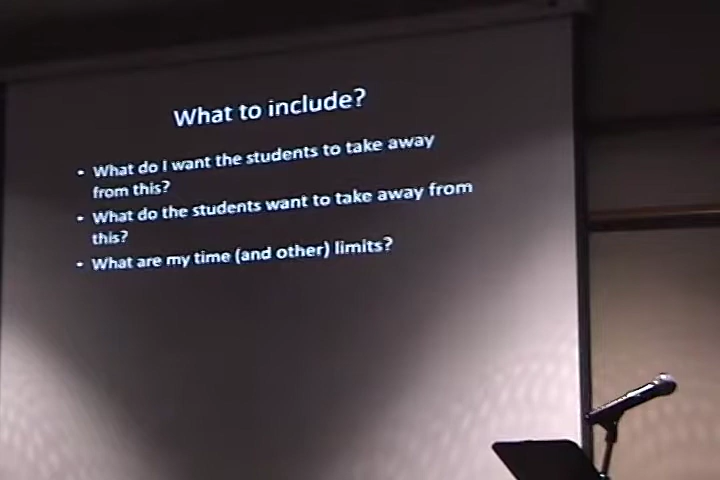 What to include?
• What do I want the students to take away
from this?
• What do the students want to take away from
this?
• What are my time (and other) limits?